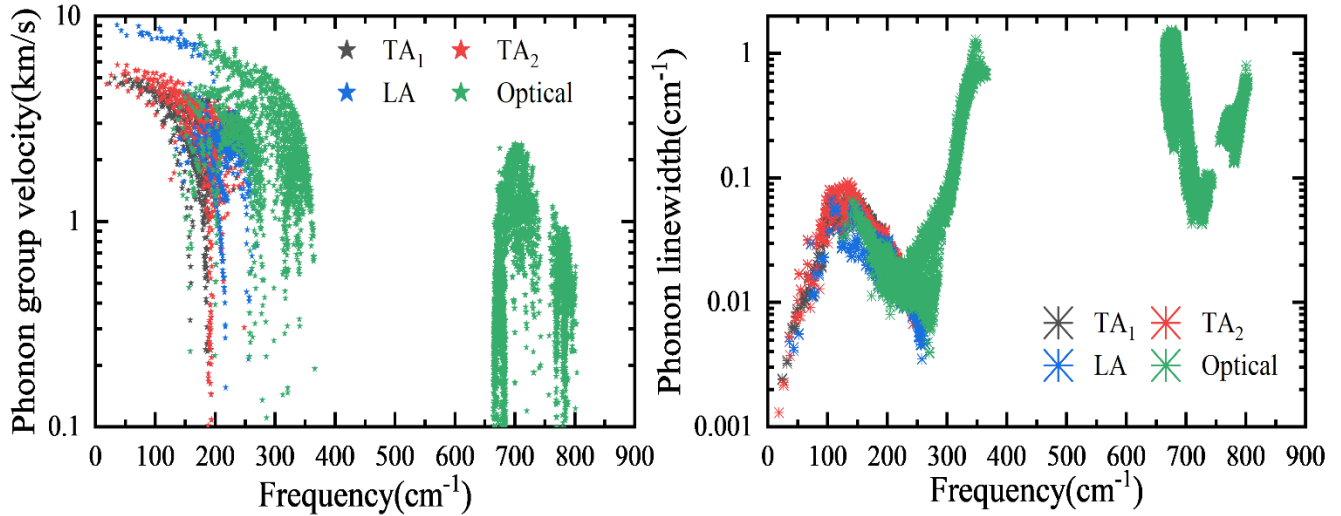 Phonon group velocity(km/s)
10
1
0.1
TA₁ TA₂
LA Optical
0 100 200 300 400 500 600 700 800 900
Frequency(cm⁻¹)
Phonon linewidth(cm⁻¹)
1
0.1
0.01
0.001
TA₁ TA₂
LA Optical
0 100 200 300 400 500 600 700 800 900
Frequency(cm⁻¹)